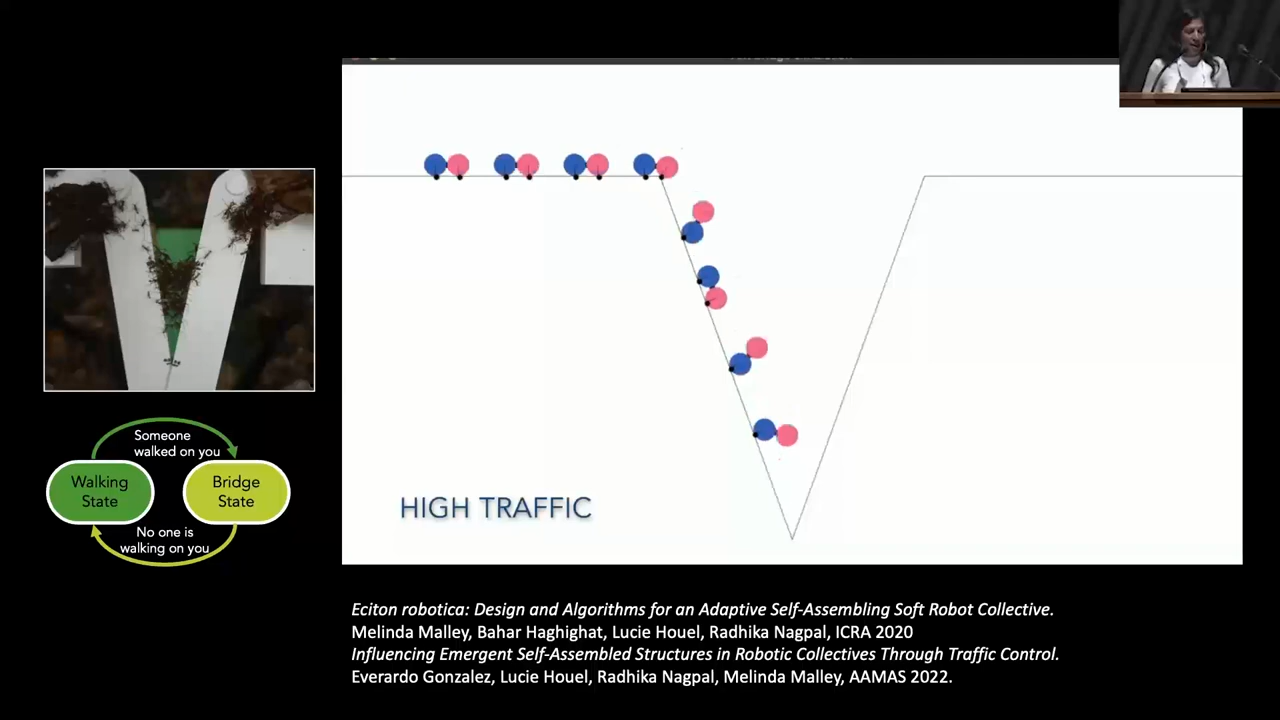 Someone
walked on you
Walking
State
Bridge
State
No one is
walking on you
HIGH TRAFFIC
Eciton robotica: Design and Algorithms for an Adaptive Self-Assembling Soft Robot Collective.
Melinda Malley, Bahar Haghighat, Lucie Houel, Radhika Nagpal, ICRA 2020
Influencing Emergent Self-Assembled Structures in Robotic Collectives Through Traffic Control.
Everardo Gonzalez, Lucie Houel, Radhika Nagpal, Melinda Malley, AAMAS 2022.